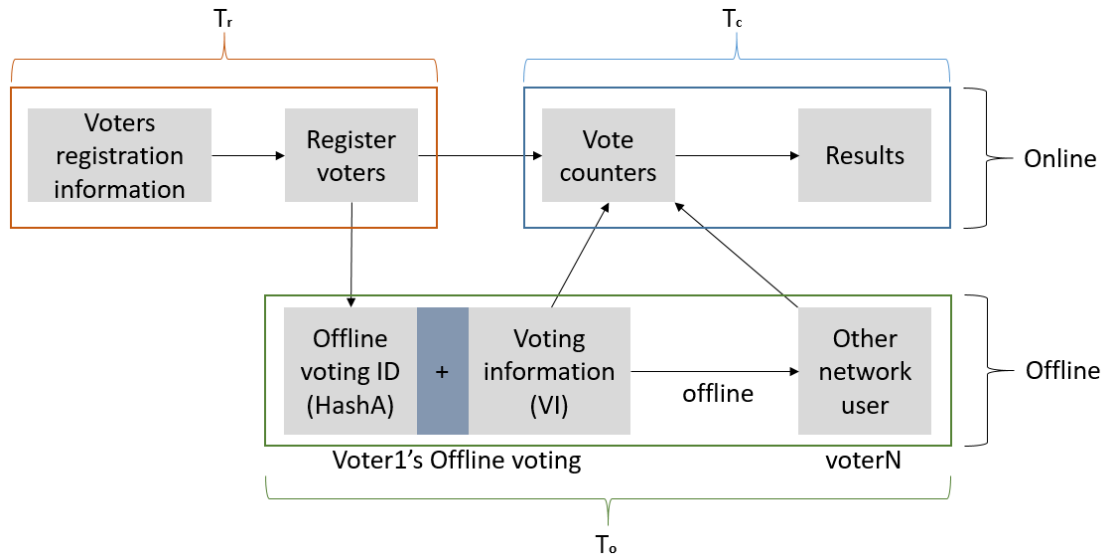 Tr
Tc
Voters
registration
information
Register
voters
Vote
counters
Results
Online
Offline
voting ID
(HashA)
+
Voting
information
(VI)
offline
Other
network
user
Offline
Voter1's Offline voting
voterN
To